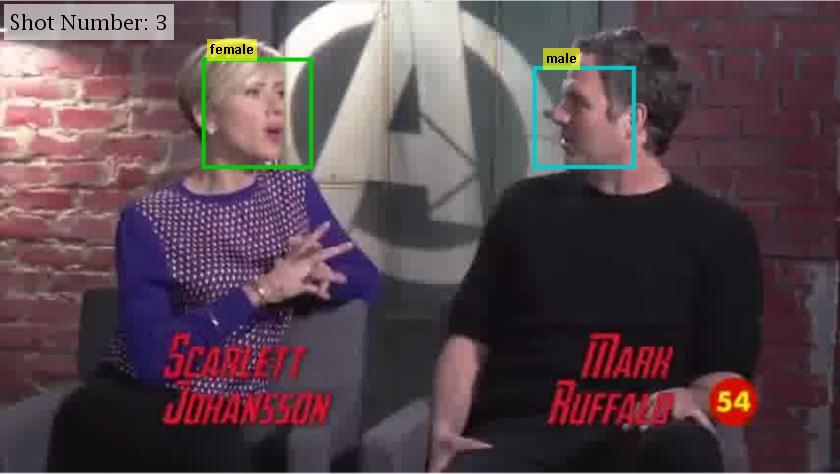 Shot Number: 3
female
male
SCARLETT
JOHANSSON
MARK
RUFFALO
54